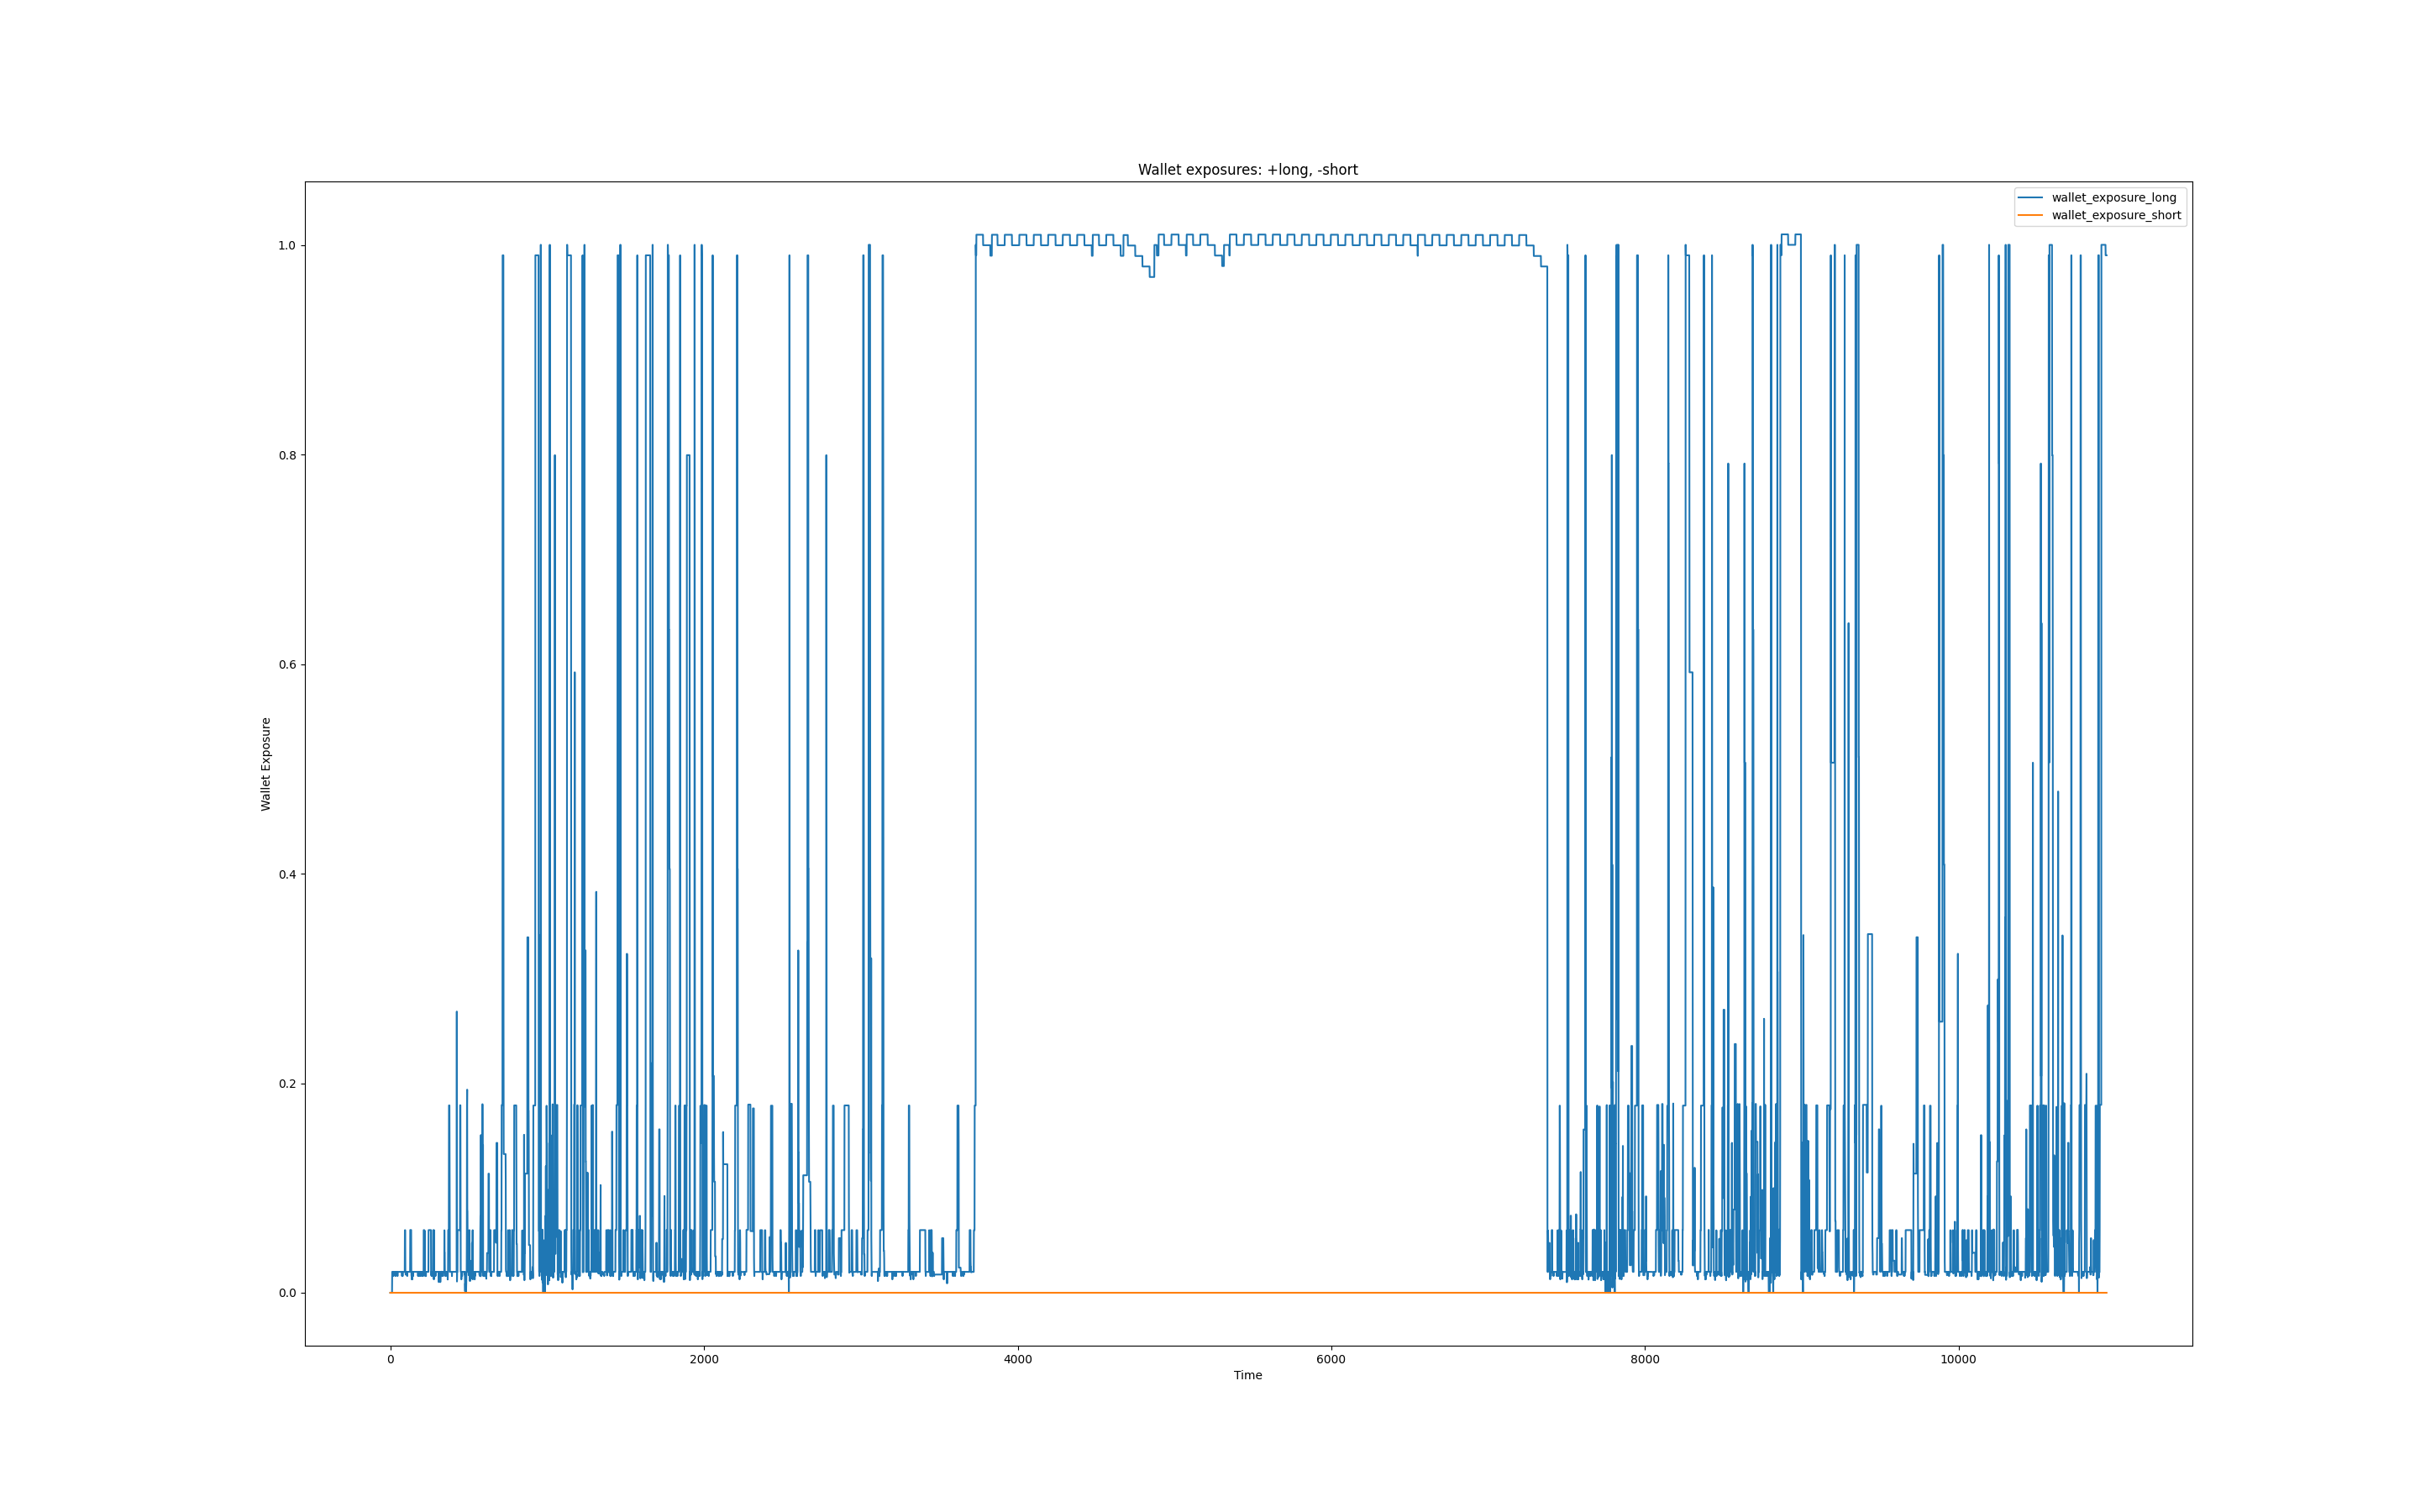 Wallet exposures: +long, -short
wallet_exposure_long
wallet_exposure_short
1.0
0.8
0.6
0.4
0.2
0.0
Wallet Exposure
0 2000 4000 6000 8000 10000
Time